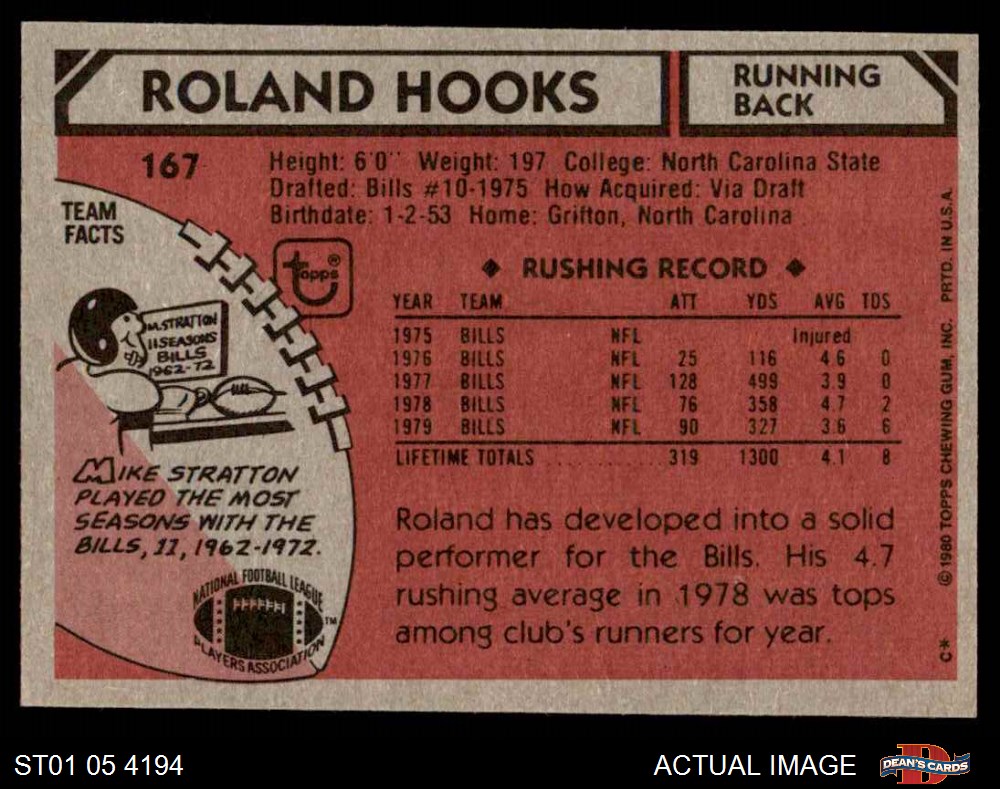 ROLAND HOOKS
RUNNING
BACK
167
Height: 6'0" Weight: 197 College: North Carolina State
Drafted: Bills #10-1975 How Acquired: Via Draft
Birthdate: 1-2-53 Home: Grifton, North Carolina
TEAM
FACTS
topps®
M. STRATTON
11 SEASONS
BILLS
1962-72
MIKE STRATTON
PLAYED THE MOST
SEASONS WITH THE
BILLS, 11, 1962-1972.
NATIONAL FOOTBALL LEAGUE
PLAYERS ASSOCIATION
TM
◆ RUSHING RECORD ◆
YEAR TEAM ATT YDS AVG TDS
1975 BILLS NFL Injured
1976 BILLS NFL 25 116 4.6 0
1977 BILLS NFL 128 499 3.9 0
1978 BILLS NFL 76 358 4.7 2
1979 BILLS NFL 90 327 3.6 6
LIFETIME TOTALS .......... 319 1300 4.1 8
Roland has developed into a solid
performer for the Bills. His 4.7
rushing average in 1978 was tops
among club's runners for year.
C* © 1980 TOPPS CHEWING GUM, INC. PRTD. IN U.S.A.
ST01 05 4194
ACTUAL IMAGE
D
DEAN'S CARDS